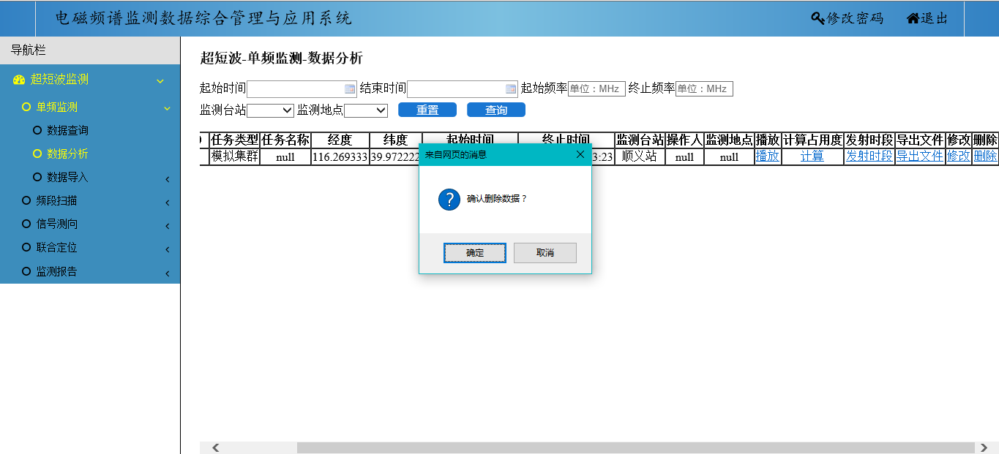 电磁频谱监测数据综合管理与应用系统 修改密码 退出
导航栏
超短波监测
单频监测
数据查询
数据分析
数据导入
频段扫描
信号测向
联合定位
监测报告
超短波-单频监测-数据分析
起始时间 结束时间 起始频率 单位：MHz 终止频率 单位：MHz
监测台站 监测地点 重置 查询
任务类型 任务名称 经度 纬度 起始时间 终止时间 监测台站 操作人 监测地点 播放 计算占用度 发射时段 导出文件 修改 删除
模拟集群 null 116.269333 39.972222 3:23 顺义站 null null 播放 计算 发射时段 导出文件 修改 删除
来自网页的消息
确认删除数据？
确定 取消